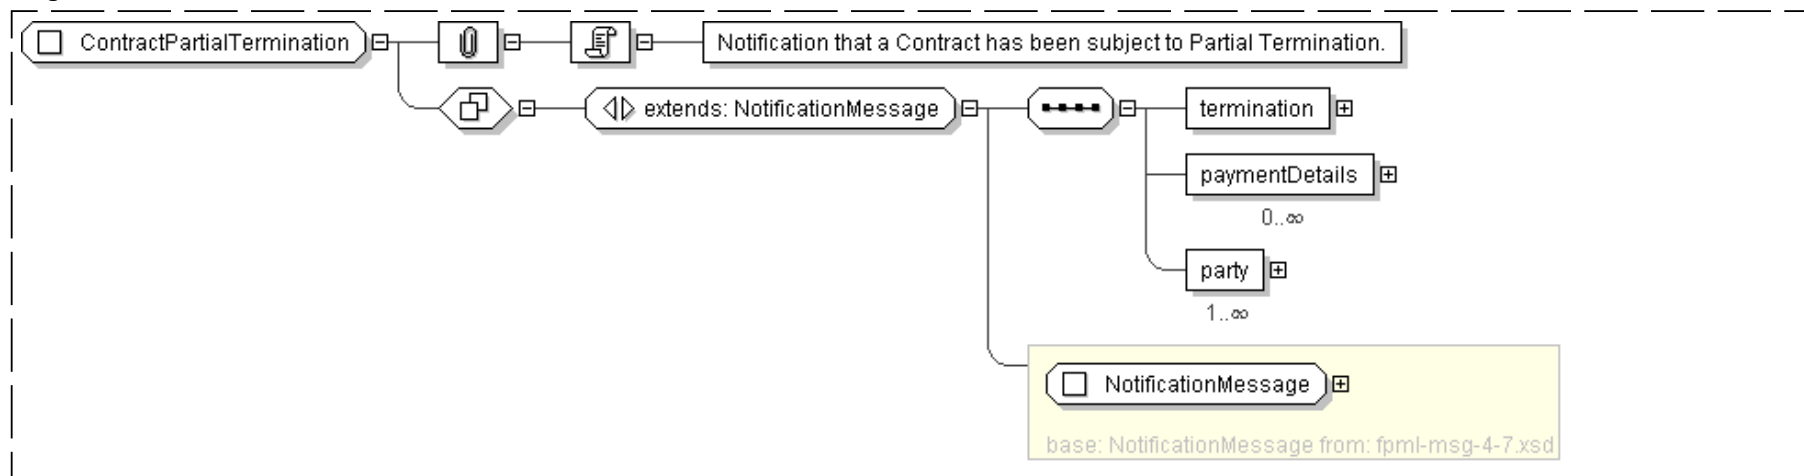 ContractPartialTermination
Notification that a Contract has been subject to Partial Termination.
extends: NotificationMessage
termination
paymentDetails
0..∞
party
1..∞
NotificationMessage
base: NotificationMessage from: fpml-msg-4-7.xsd